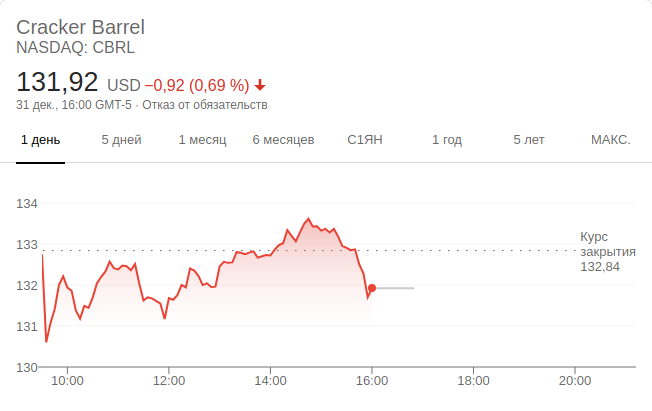 Cracker Barrel
NASDAQ: CBRL
131,92 USD −0,92 (0,69 %)
31 дек., 16:00 GMT-5 · Отказ от обязательств
1 день 5 дней 1 месяц 6 месяцев С1ЯН 1 год 5 лет МАКС.
134
133
132
131
130
Курс
закрытия
132,84
10:00 12:00 14:00 16:00 18:00 20:00